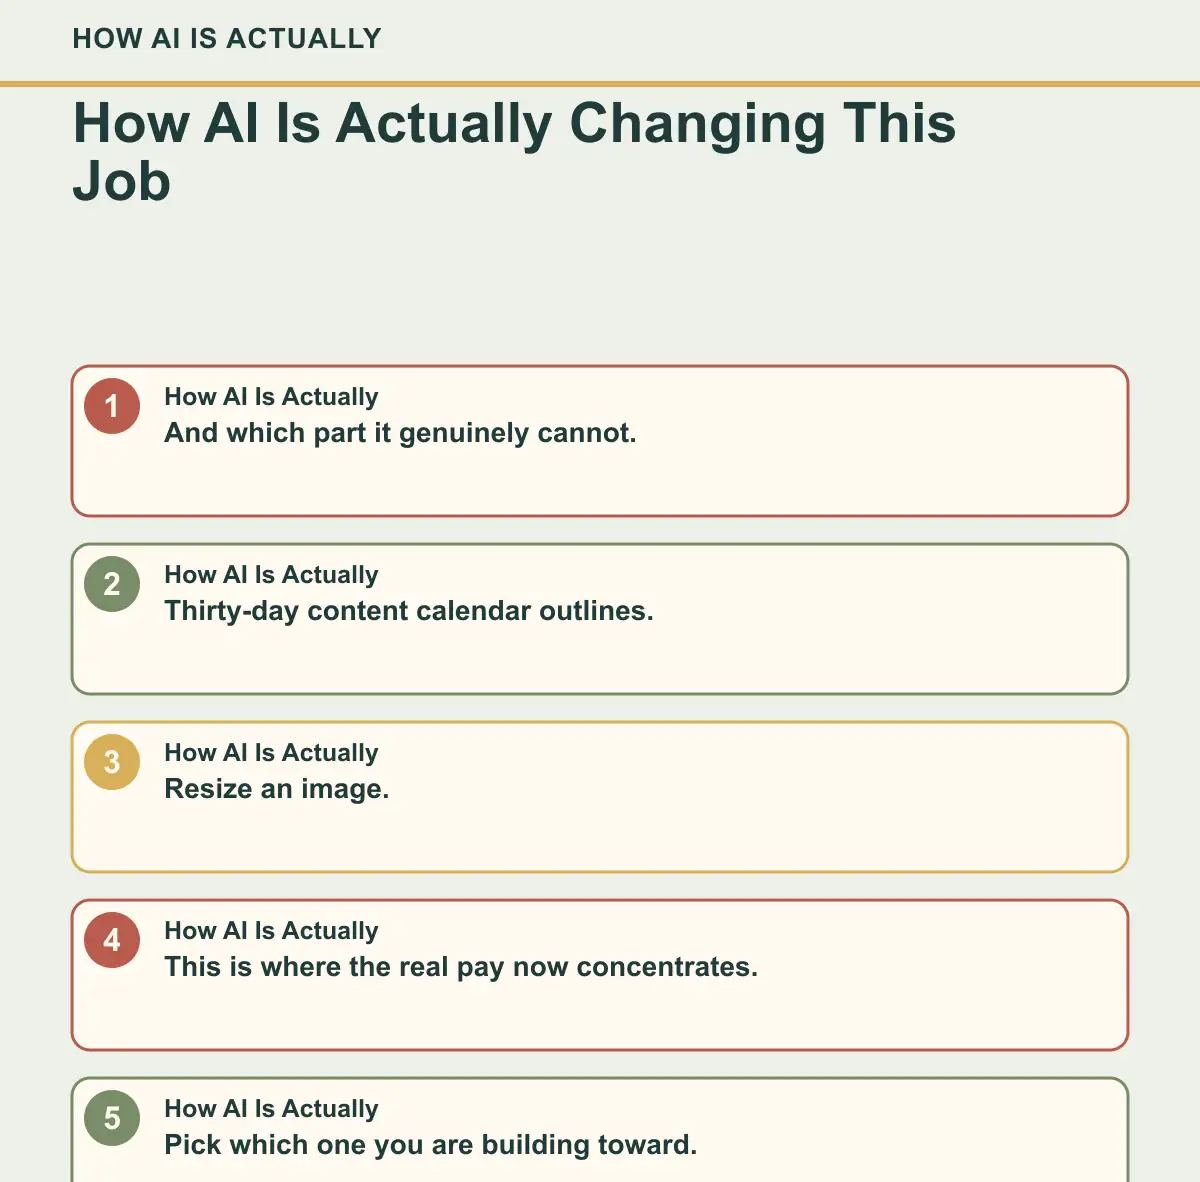 HOW AI IS ACTUALLY
How AI Is Actually Changing This
Job
1
How AI Is Actually
And which part it genuinely cannot.
2
How AI Is Actually
Thirty-day content calendar outlines.
3
How AI Is Actually
Resize an image.
4
How AI Is Actually
This is where the real pay now concentrates.
5
How AI Is Actually
Pick which one you are building toward.